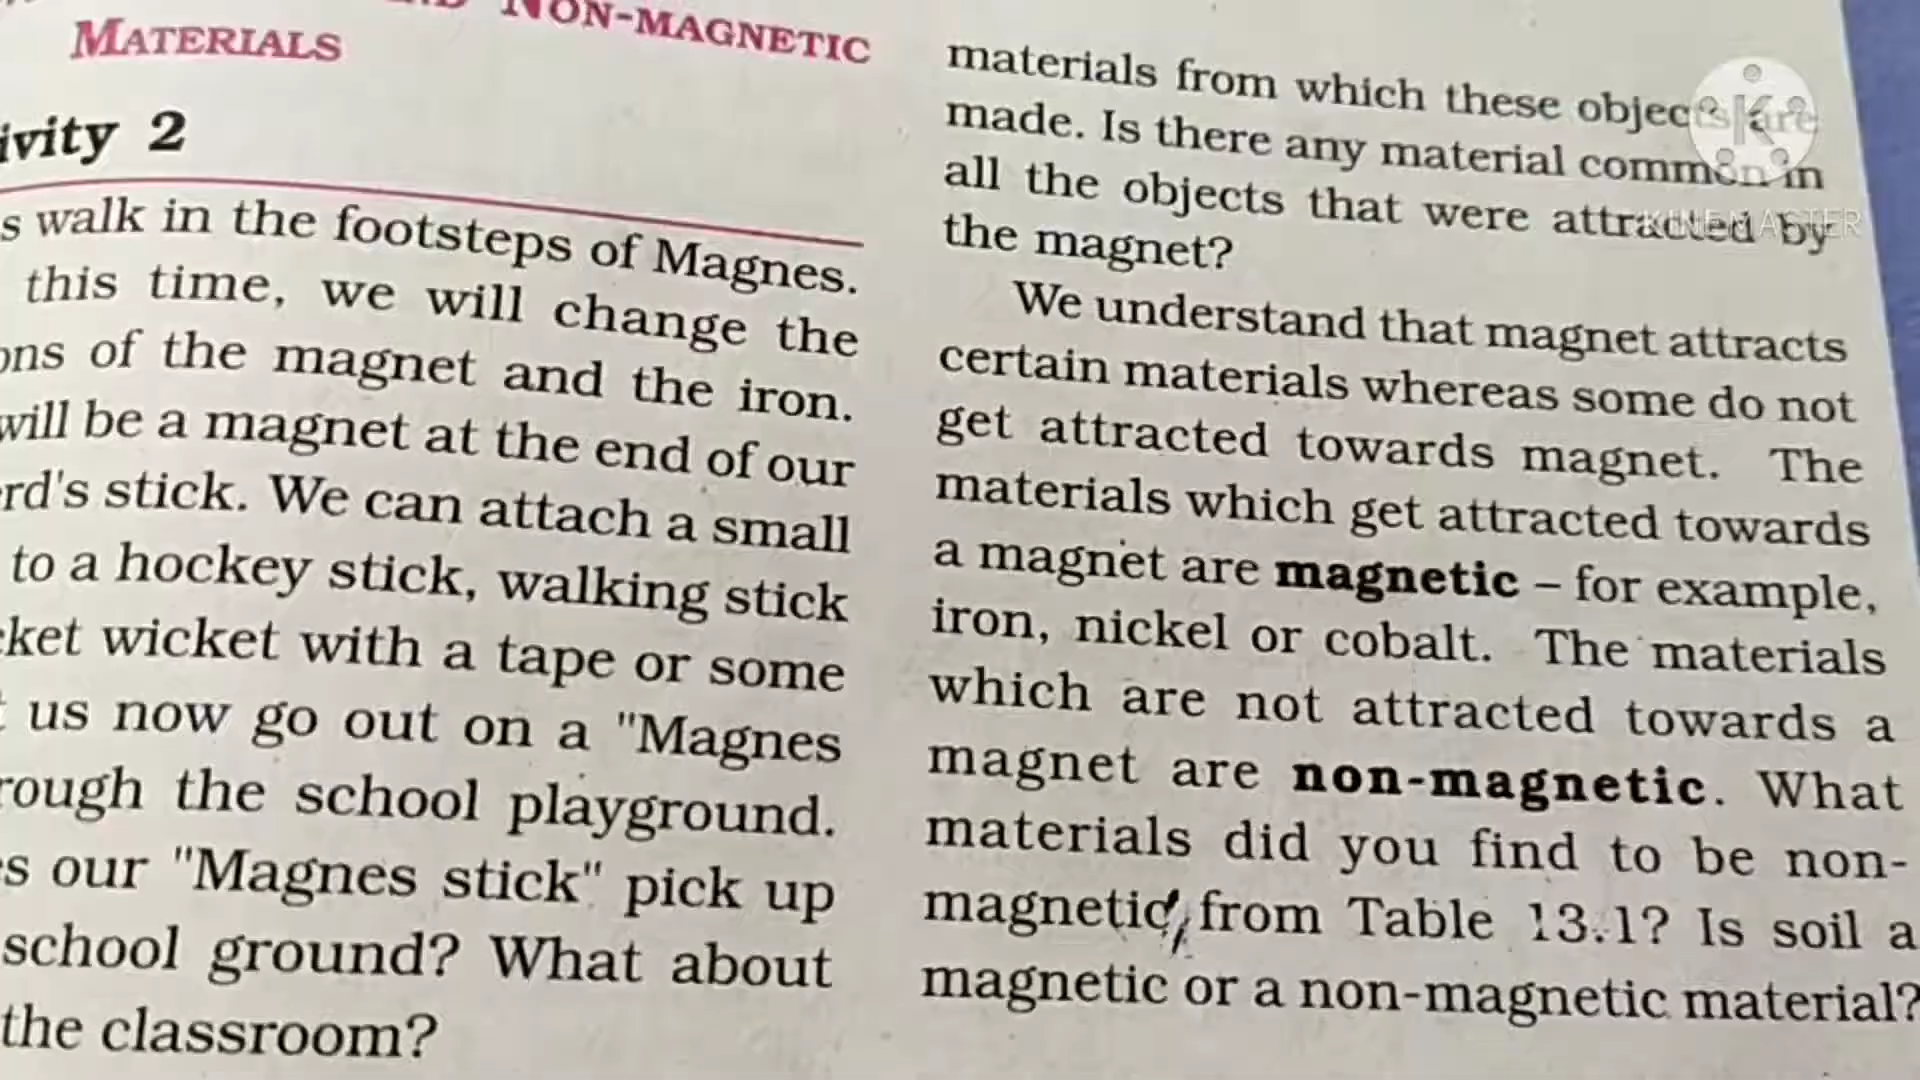 NON-MAGNETIC
MATERIALS
ivity 2
s walk in the footsteps of Magnes.
this time, we will change the
ons of the magnet and the iron.
will be a magnet at the end of our
rd's stick. We can attach a small
to a hockey stick, walking stick
cket wicket with a tape or some
us now go out on a "Magnes
rough the school playground.
s our "Magnes stick" pick up
school ground? What about
the classroom?
materials from which these objects are
made. Is there any material common in
all the objects that were attracted by
the magnet?
We understand that magnet attracts
certain materials whereas some do not
get attracted towards magnet. The
materials which get attracted towards
a magnet are magnetic – for example,
iron, nickel or cobalt. The materials
which are not attracted towards a
magnet are non-magnetic. What
materials did you find to be non-
magnetic, from Table 13.1? Is soil a
magnetic or a non-magnetic material?
K
KINEMASTER